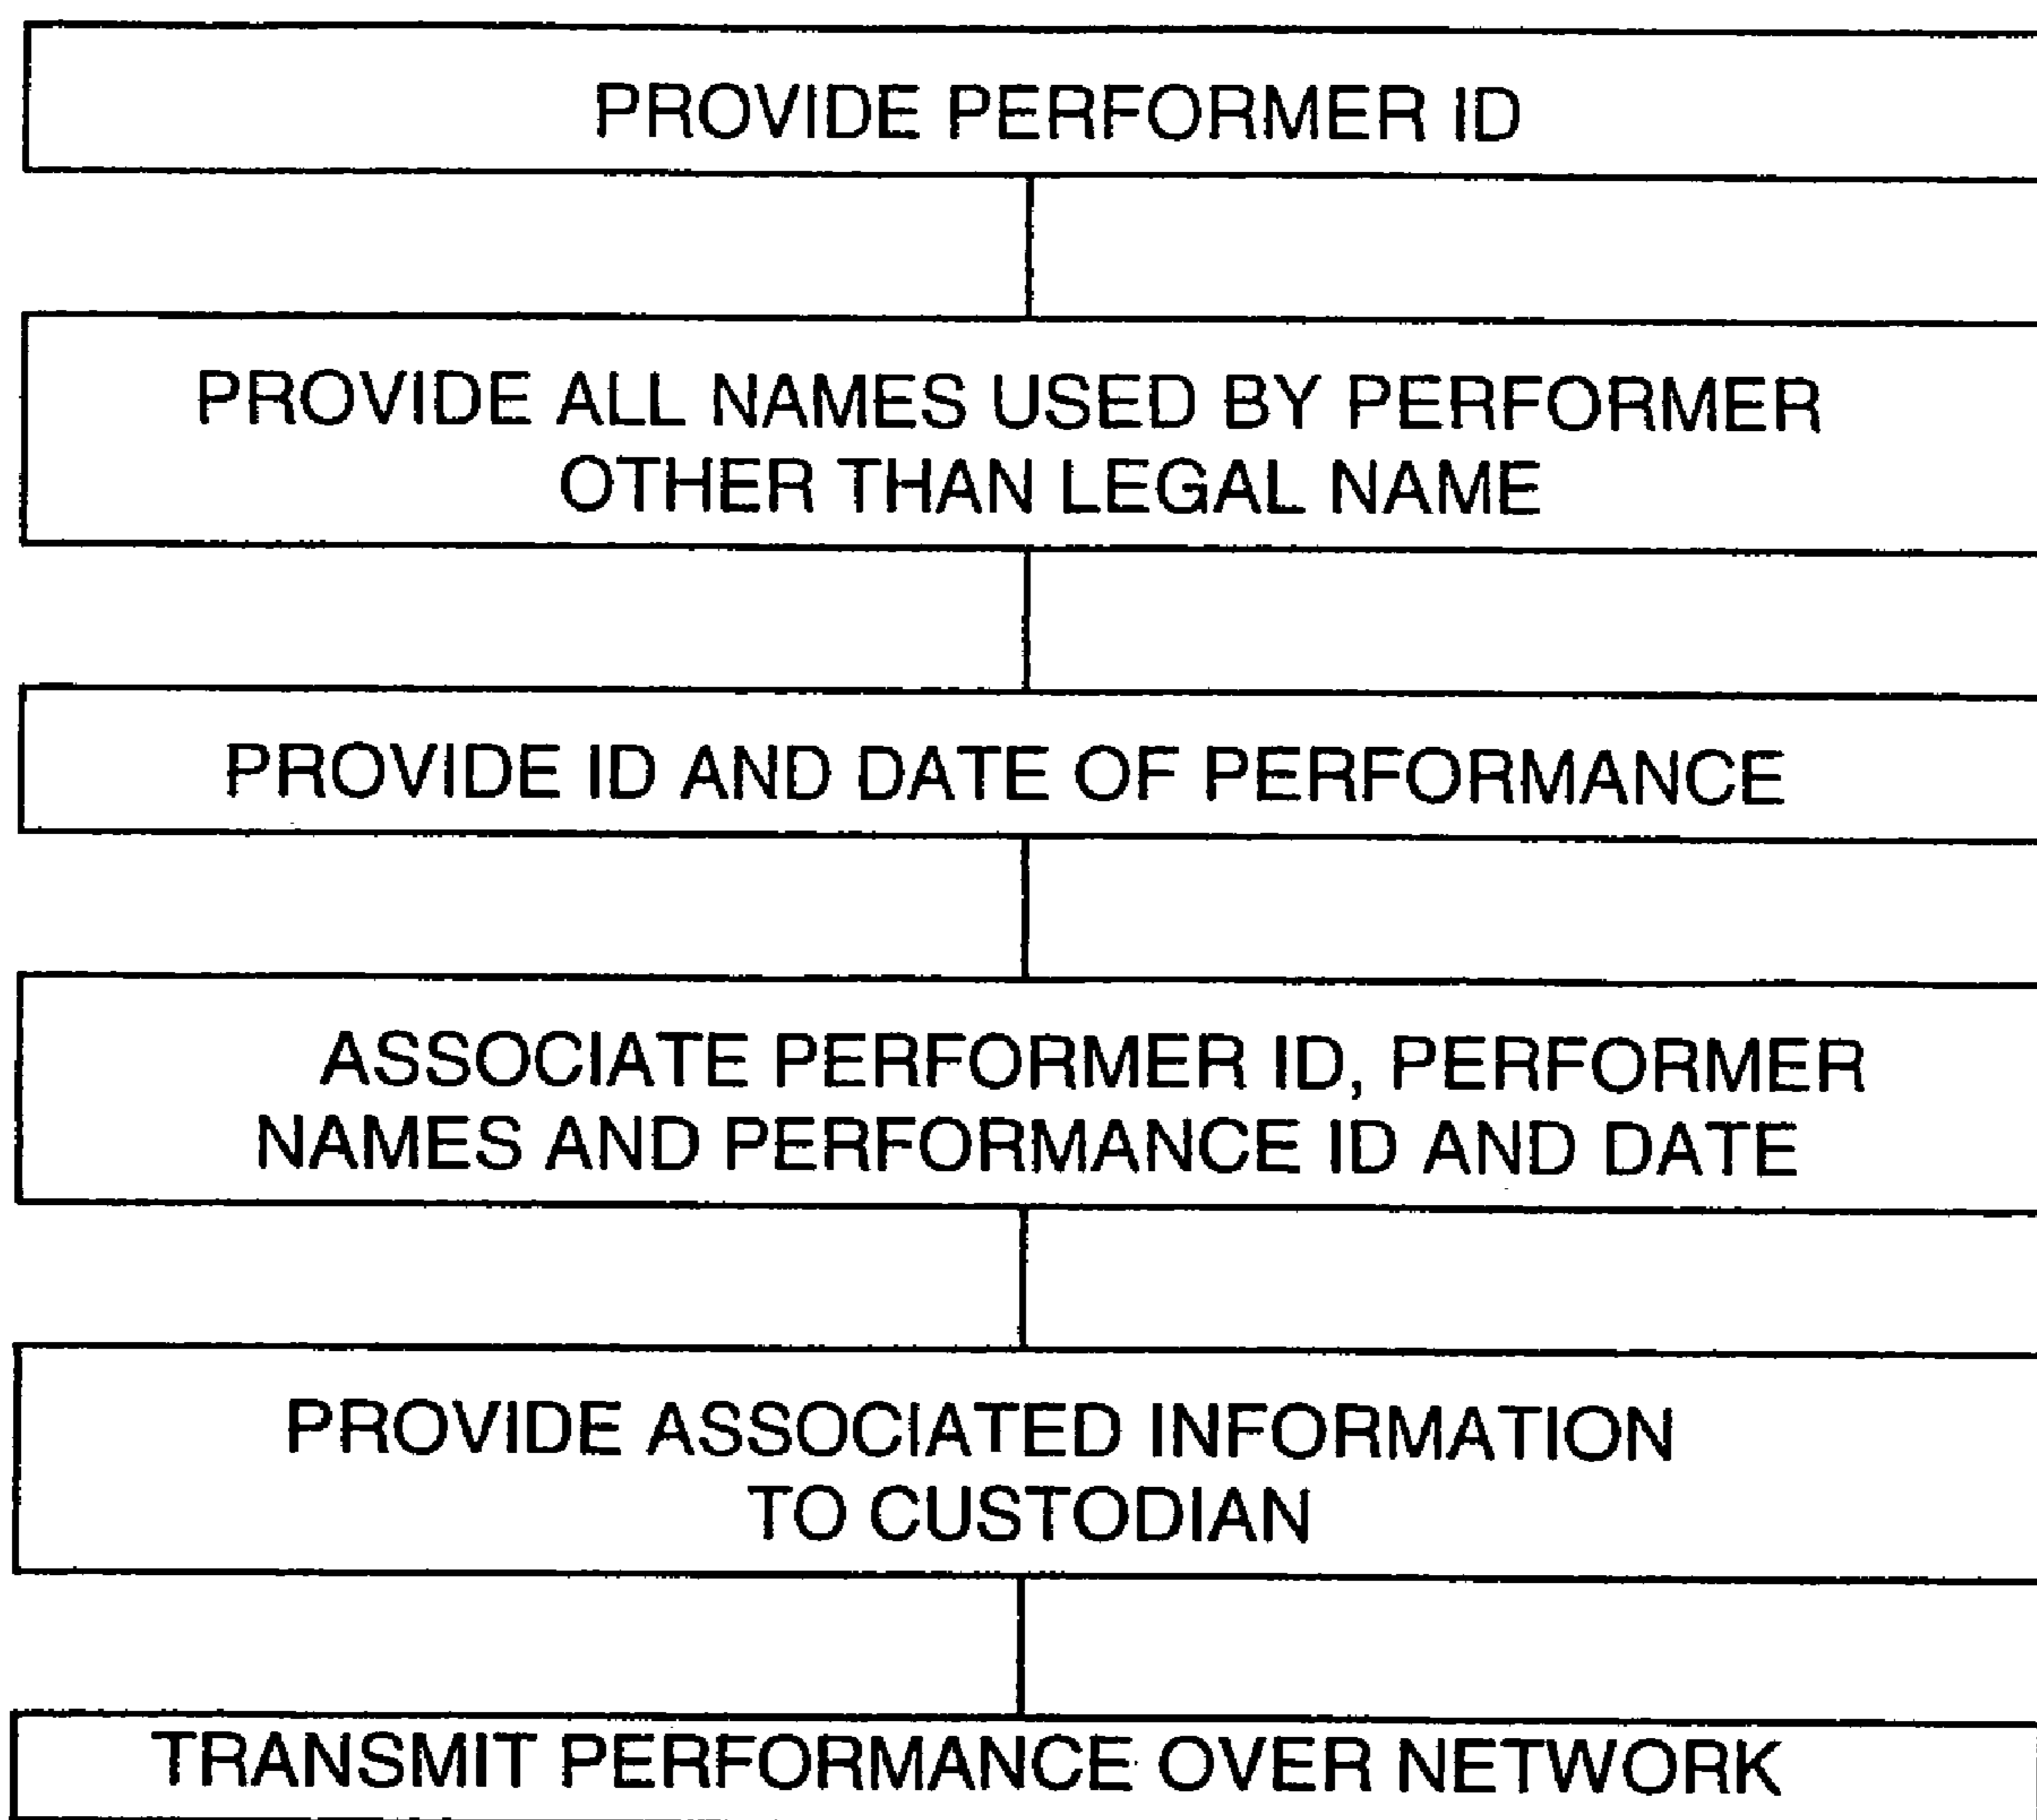 PROVIDE PERFORMER ID
PROVIDE ALL NAMES USED BY PERFORMER
OTHER THAN LEGAL NAME
PROVIDE ID AND DATE OF PERFORMANCE
ASSOCIATE PERFORMER ID, PERFORMER
NAMES AND PERFORMANCE ID AND DATE
PROVIDE ASSOCIATED INFORMATION
TO CUSTODIAN
TRANSMIT PERFORMANCE OVER NETWORK